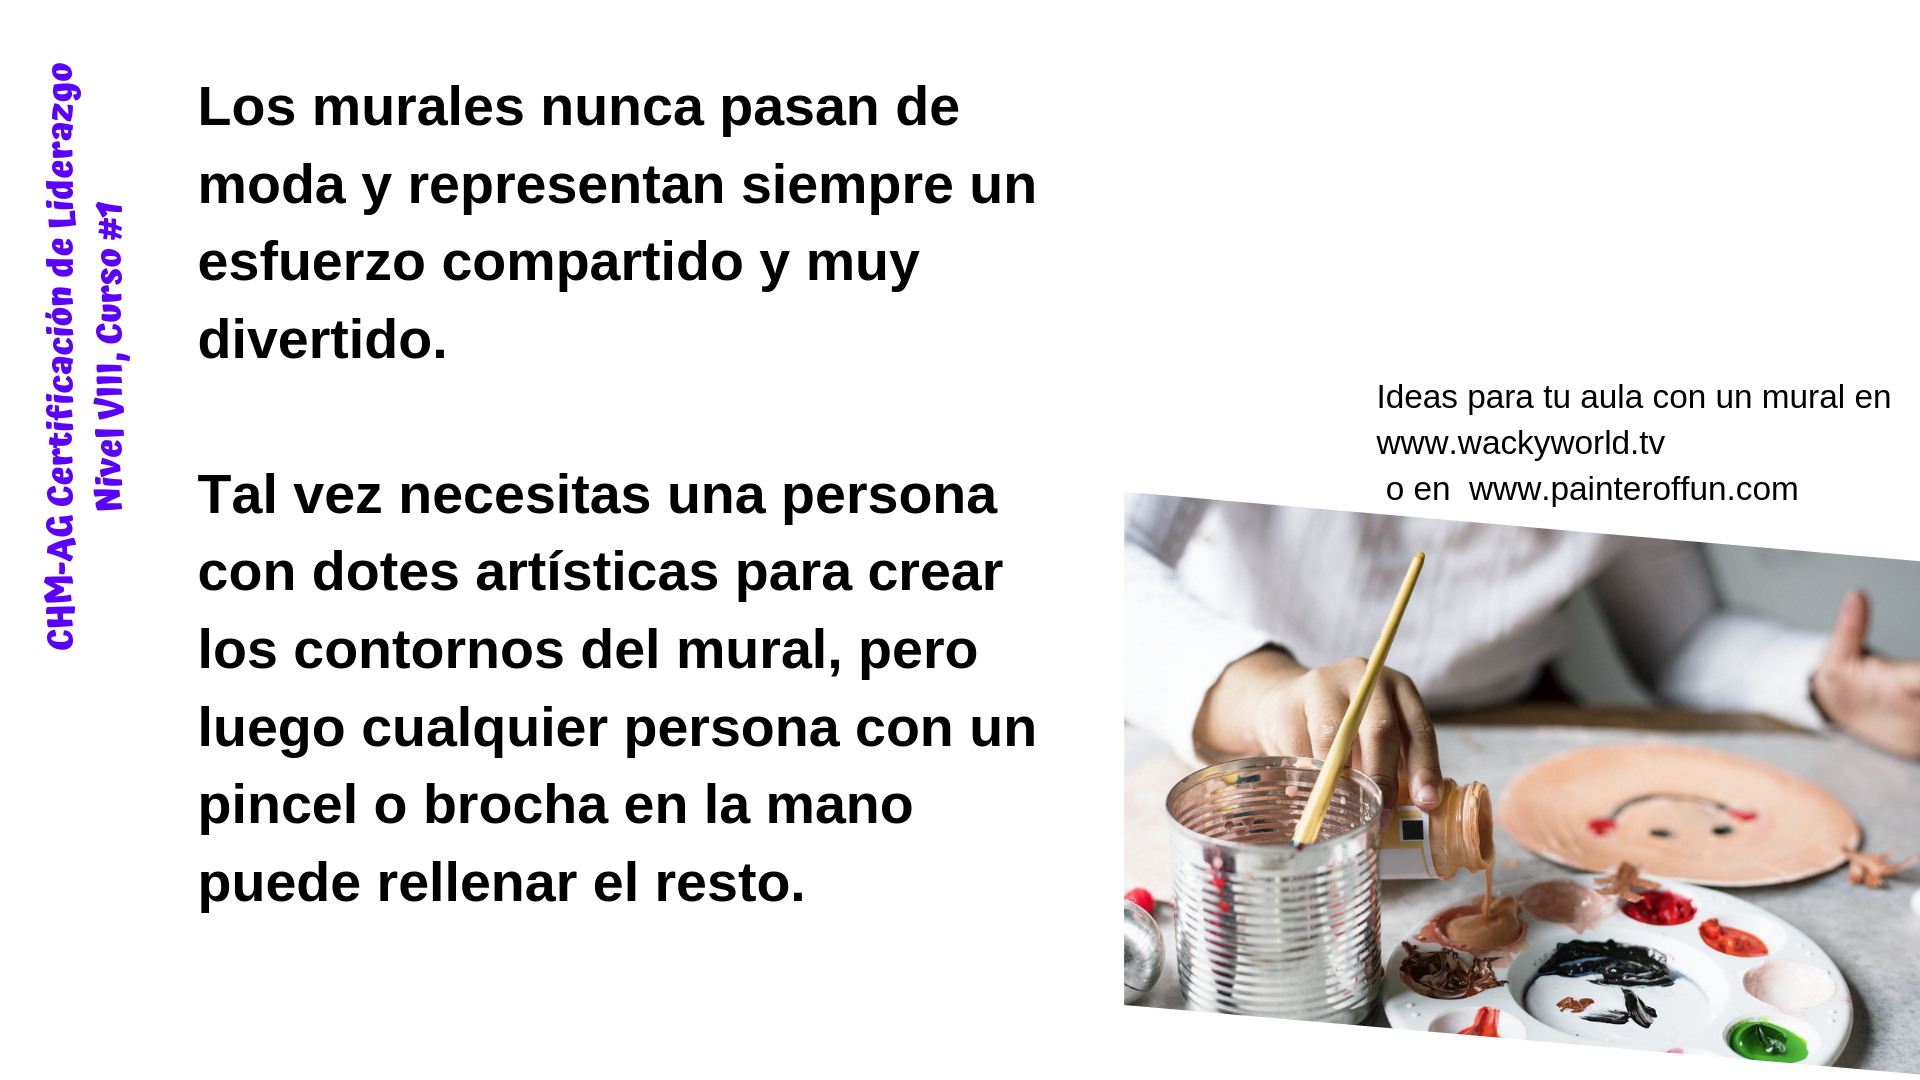 CHM-AG Certificación de Liderazgo
Nivel VIII, Curso #1
Los murales nunca pasan de
moda y representan siempre un
esfuerzo compartido y muy
divertido.
Tal vez necesitas una persona
con dotes artísticas para crear
los contornos del mural, pero
luego cualquier persona con un
pincel o brocha en la mano
puede rellenar el resto.
Ideas para tu aula con un mural en
www.wackyworld.tv
o en  www.painteroffun.com